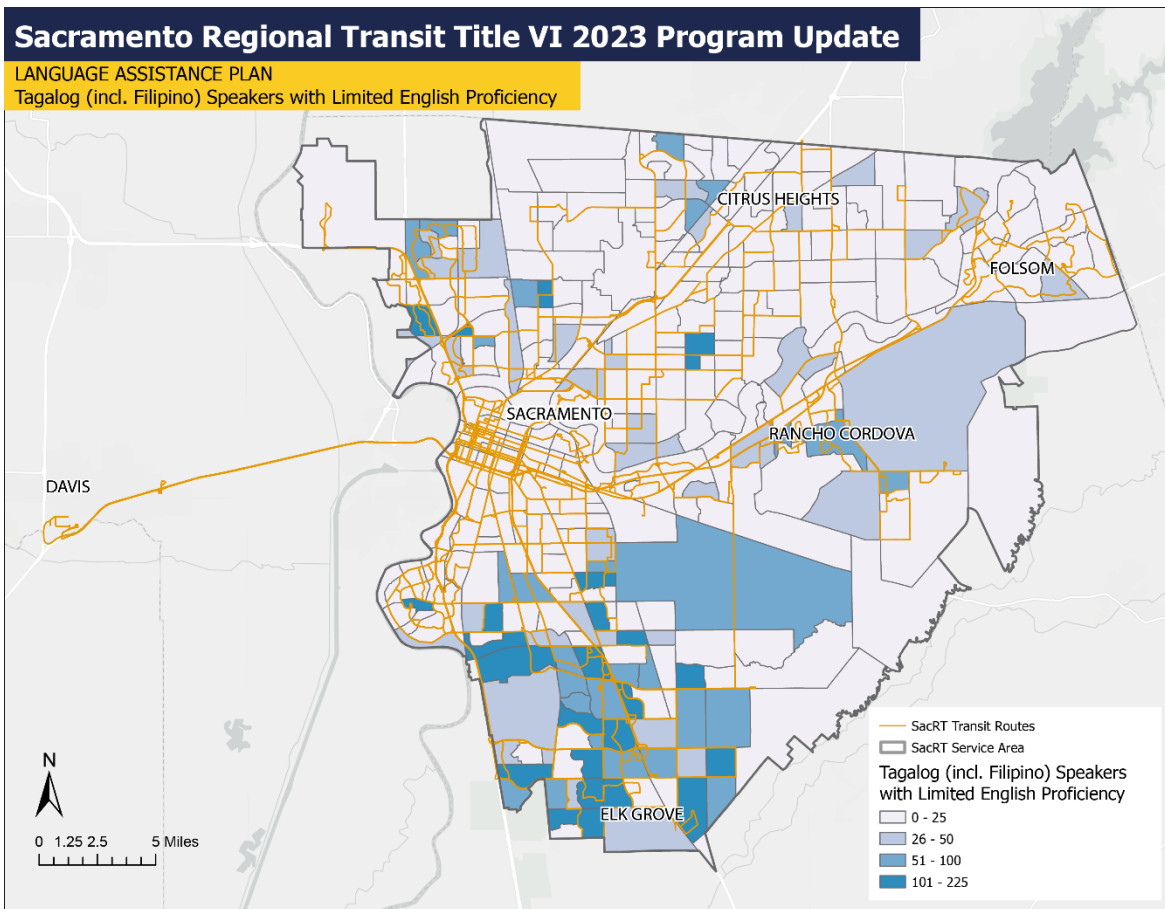 Sacramento Regional Transit Title VI 2023 Program Update
LANGUAGE ASSISTANCE PLAN
Tagalog (incl. Filipino) Speakers with Limited English Proficiency
CITRUS HEIGHTS
FOLSOM
SACRAMENTO
RANCHO CORDOVA
DAVIS
ELK GROVE
N
0 1.25 2.5 5 Miles
SacRT Transit Routes
SacRT Service Area
Tagalog (incl. Filipino) Speakers
with Limited English Proficiency
0 - 25
26 - 50
51 - 100
101 - 225